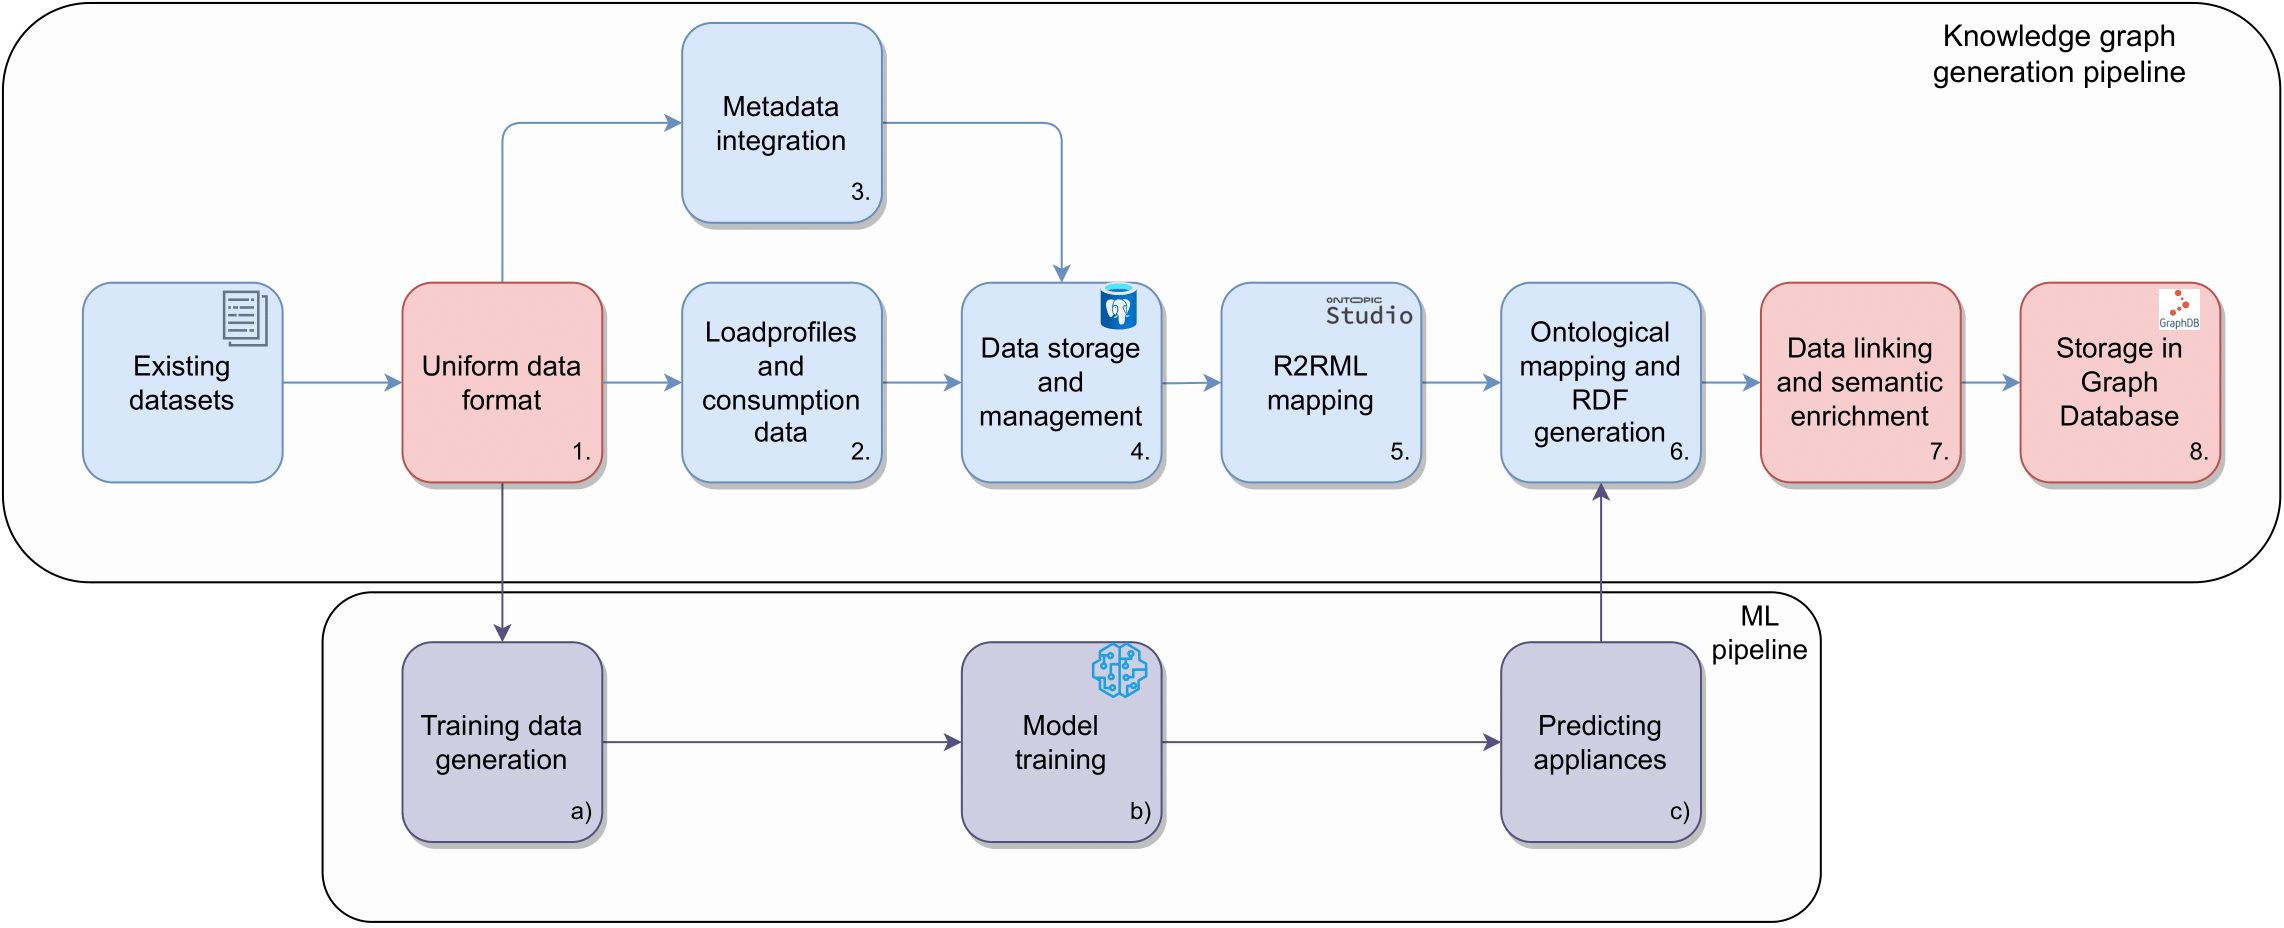 Knowledge graph
generation pipeline
Metadata
integration
3.
Existing
datasets
Uniform data
format
1.
Loadprofiles
and
consumption
data
2.
Data storage
and
management
4.
ONTOPIC
Studio
R2RML
mapping
5.
Ontological
mapping and
RDF
generation
6.
Data linking
and semantic
enrichment
7.
GraphDB
Storage in
Graph
Database
8.
ML
pipeline
Training data
generation
a)
Model
training
b)
Predicting
appliances
c)